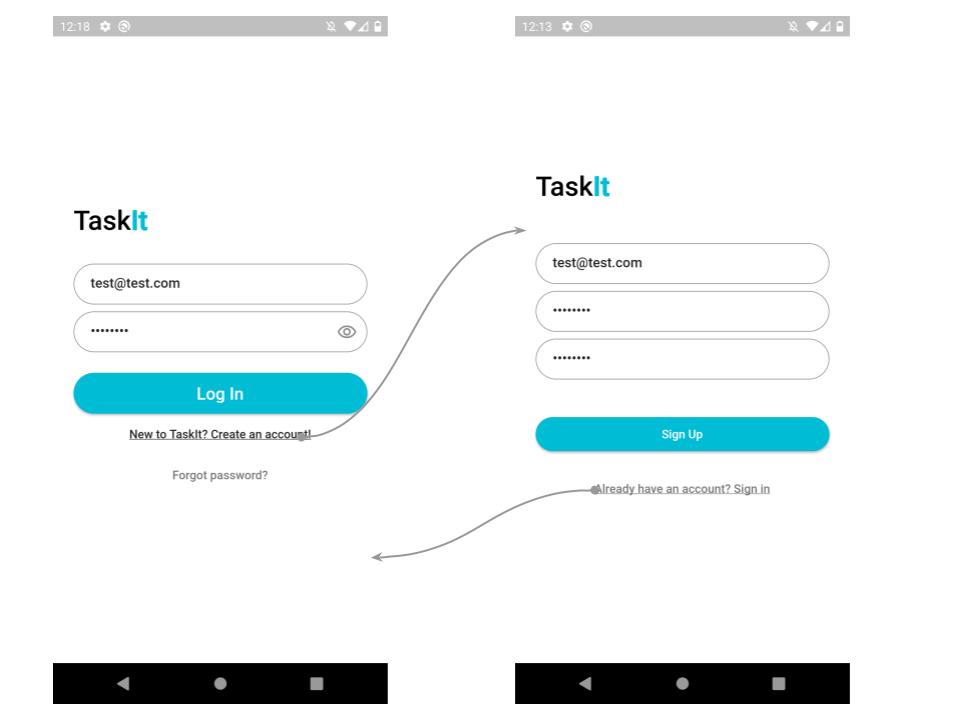 12:18
TaskIt
test@test.com
••••••••
Log In
New to TaskIt? Create an account!
Forgot password?
12:13
TaskIt
test@test.com
••••••••
••••••••
Sign Up
Already have an account? Sign in